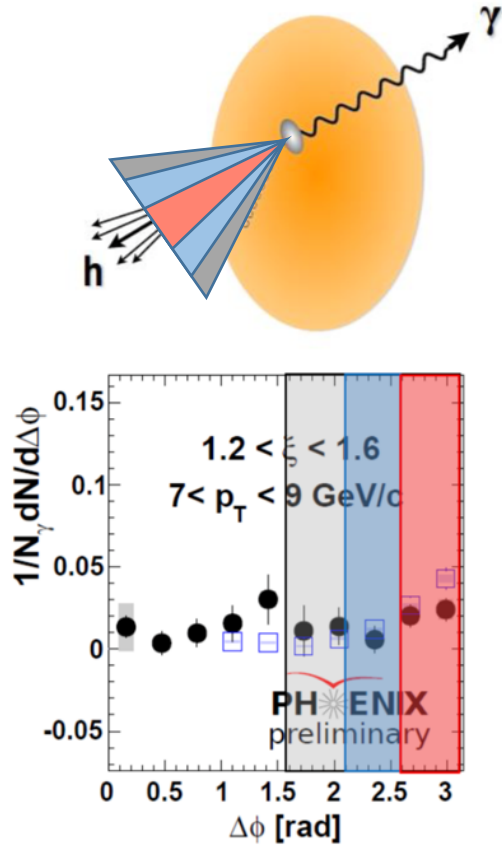 γ
h
0.15
1.2 < ξ < 1.6
0.1
7< p_T < 9 GeV/c
0.05
0
PHENIX
preliminary
-0.05
0 0.5 1 1.5 2 2.5 3
Δϕ [rad]
1/N_γ dN/dΔϕ